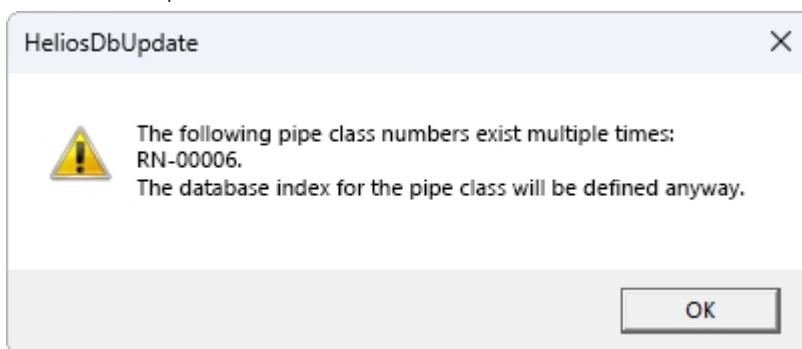 HeliosDbUpdate
The following pipe class numbers exist multiple times:
RN-00006.
The database index for the pipe class will be defined anyway.
OK